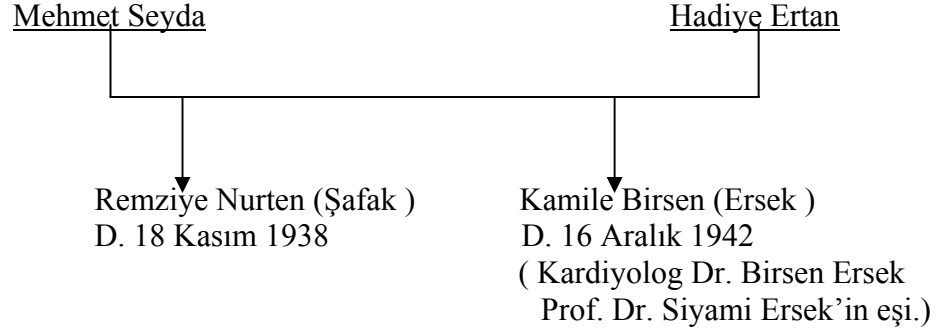 Mehmet Seyda Hadiye Ertan
Remziye Nurten (Şafak ) Kamile Birsen (Ersek )
D. 18 Kasım 1938 D. 16 Aralık 1942
( Kardiyolog Dr. Birsen Ersek
Prof. Dr. Siyami Ersek’in eşi.)